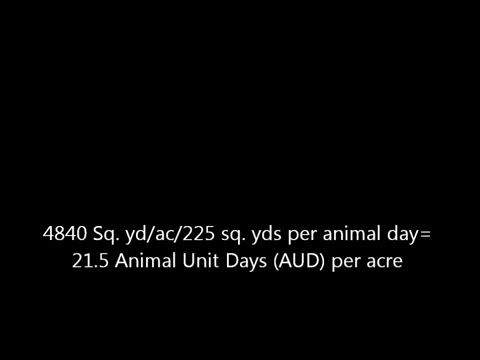 4840 Sq. yd/ac/225 sq. yds per animal day=
21.5 Animal Unit Days (AUD) per acre